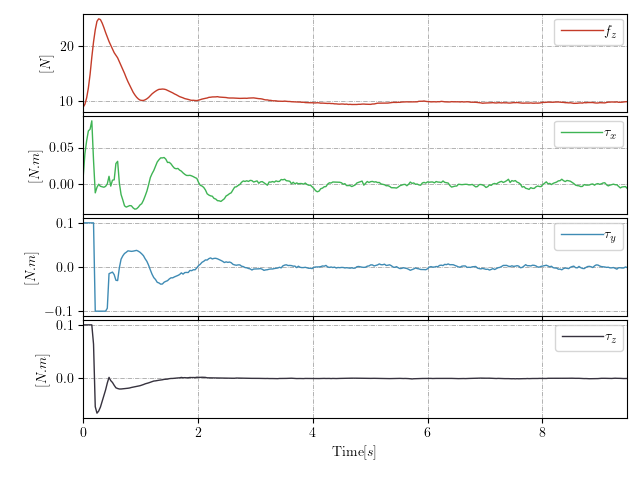 f_z
20
10
[N]
τ_x
0.05
0.00
[N.m]
τ_y
0.1
0.0
−0.1
[N.m]
τ_z
0.1
0.0
[N.m]
0 2 4 6 8
Time[s]